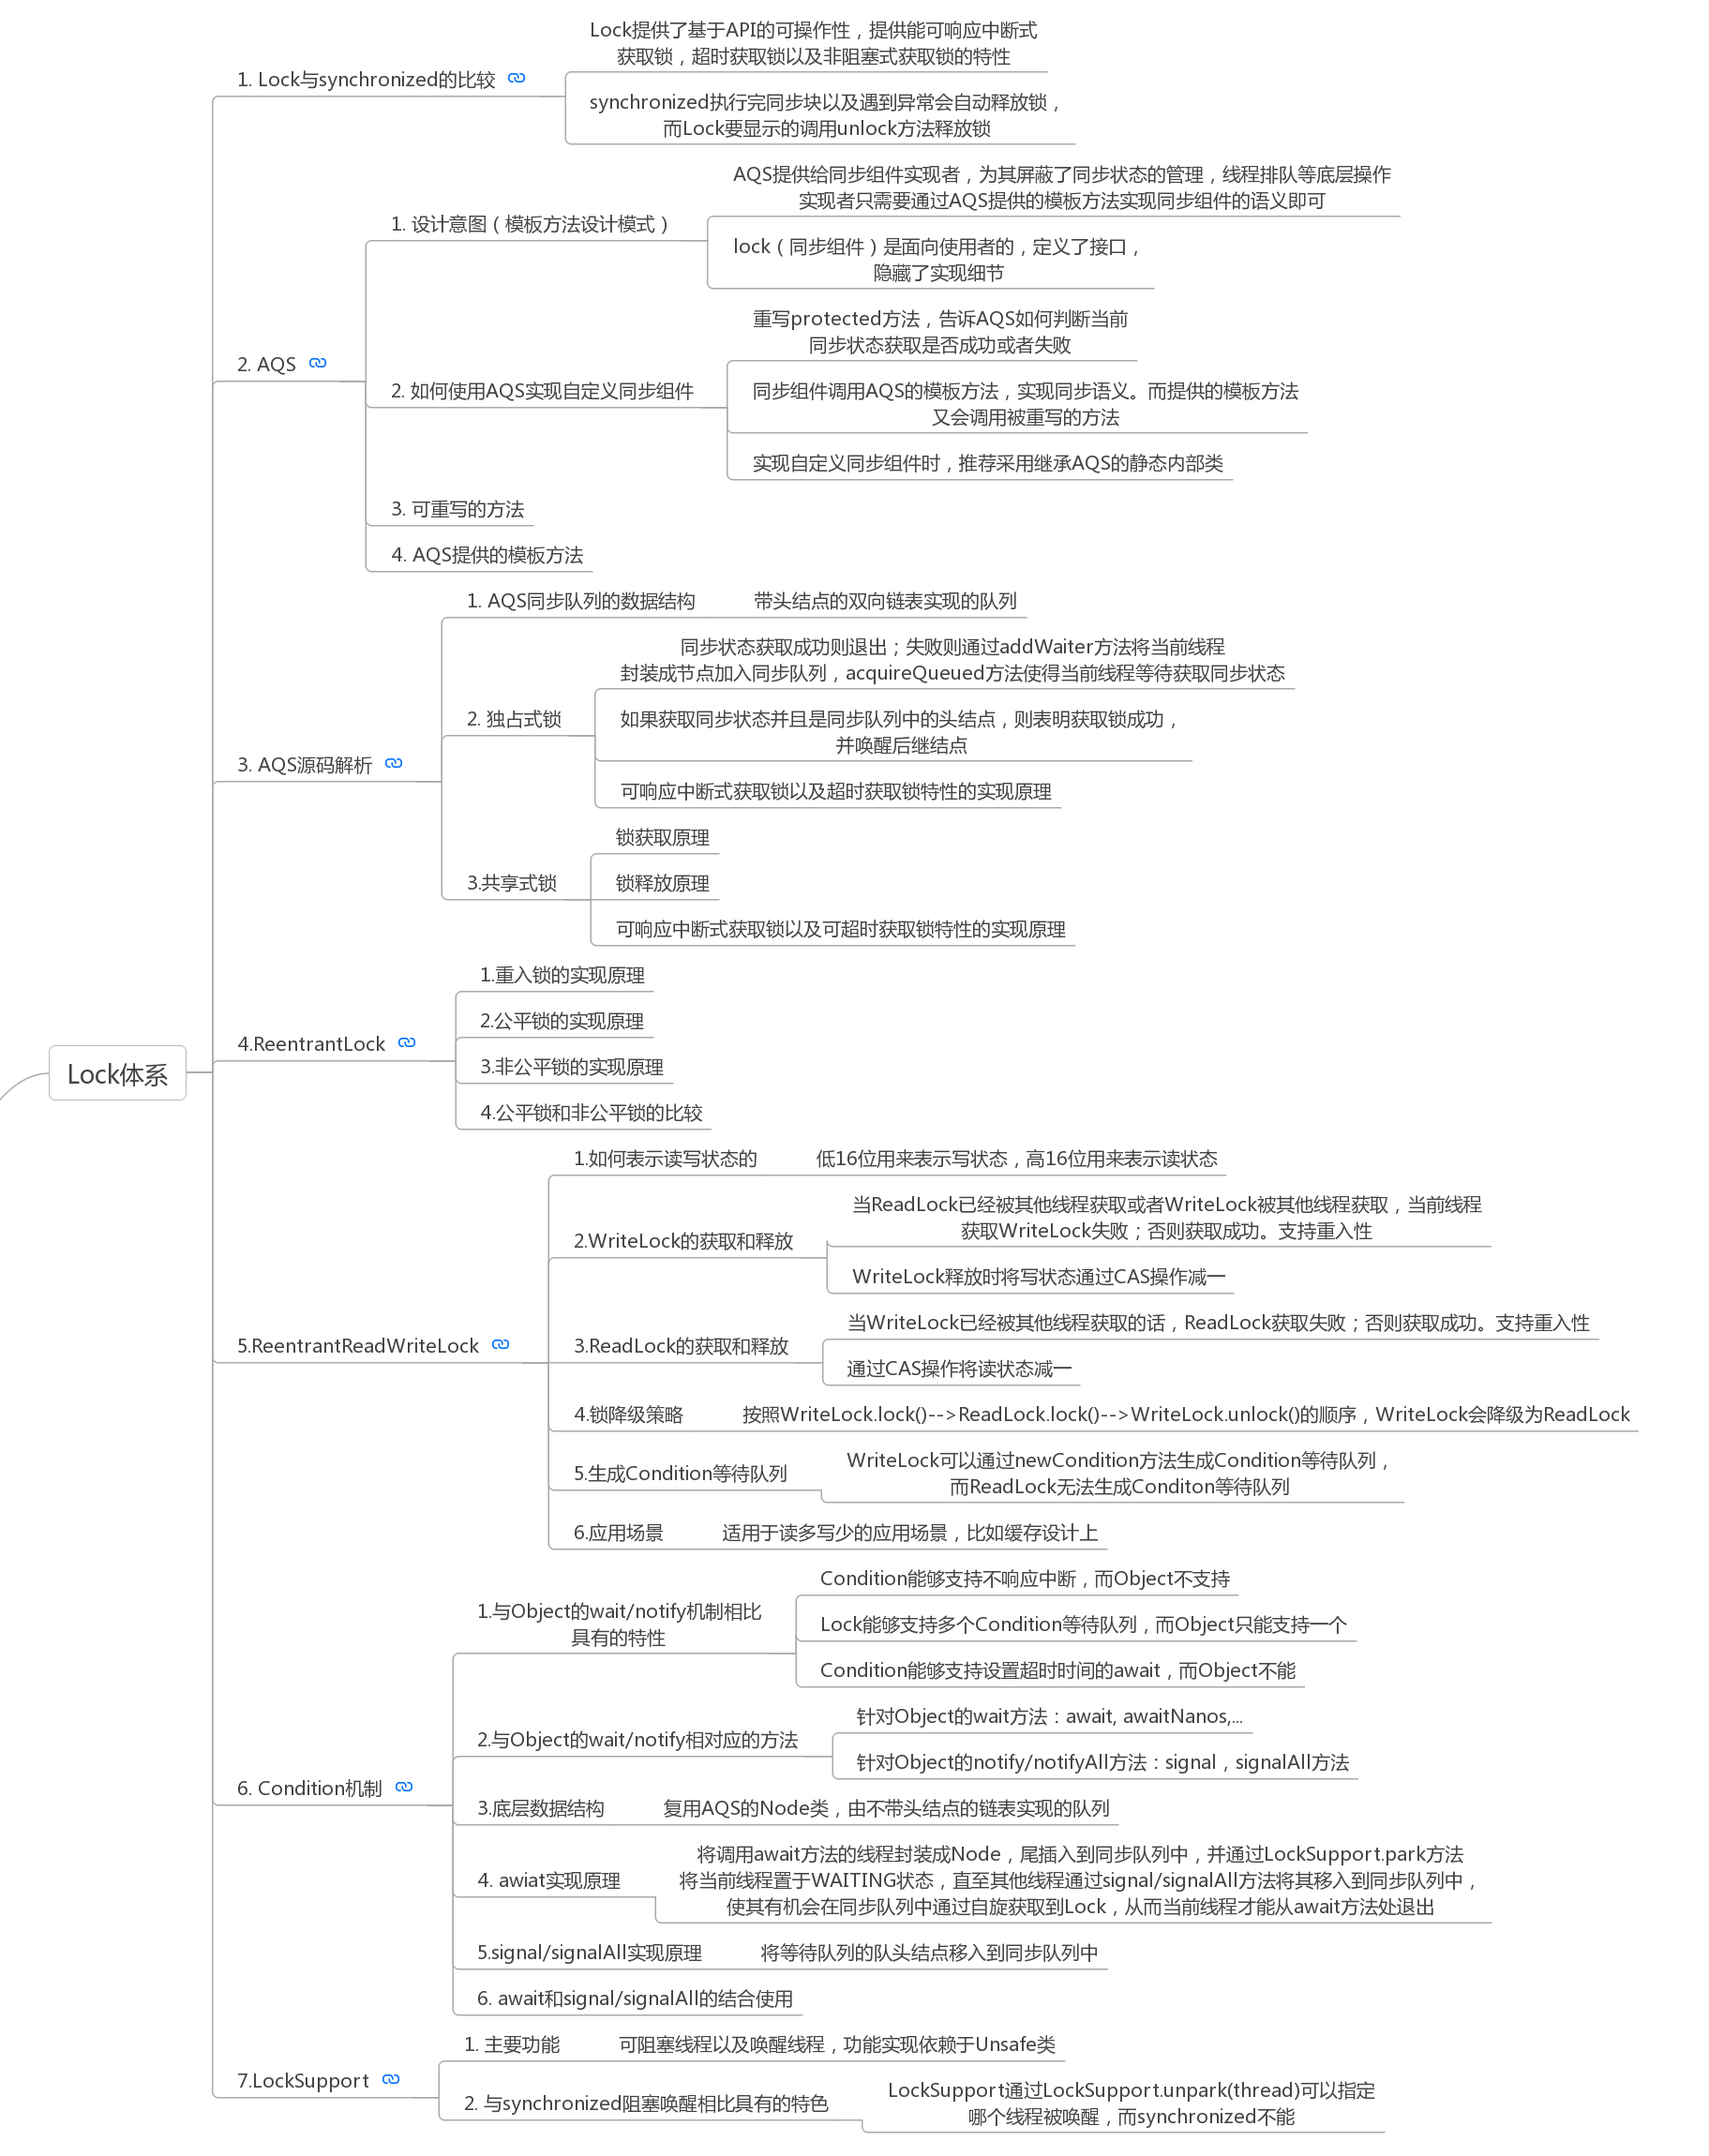 Lock体系
1. Lock与synchronized的比较
Lock提供了基于API的可操作性，提供能可响应中断式
获取锁，超时获取锁以及非阻塞式获取锁的特性
synchronized执行完同步块以及遇到异常会自动释放锁，
而Lock要显示的调用unlock方法释放锁
2. AQS
1. 设计意图（模板方法设计模式）
AQS提供给同步组件实现者，为其屏蔽了同步状态的管理，线程排队等底层操作
实现者只需要通过AQS提供的模板方法实现同步组件的语义即可
lock（同步组件）是面向使用者的，定义了接口，
隐藏了实现细节
2. 如何使用AQS实现自定义同步组件
重写protected方法，告诉AQS如何判断当前
同步状态获取是否成功或者失败
同步组件调用AQS的模板方法，实现同步语义。而提供的模板方法
又会调用被重写的方法
实现自定义同步组件时，推荐采用继承AQS的静态内部类
3. 可重写的方法
4. AQS提供的模板方法
3. AQS源码解析
1. AQS同步队列的数据结构
带头结点的双向链表实现的队列
2. 独占式锁
同步状态获取成功则退出；失败则通过addWaiter方法将当前线程
封装成节点加入同步队列，acquireQueued方法使得当前线程等待获取同步状态
如果获取同步状态并且是同步队列中的头结点，则表明获取锁成功，
并唤醒后继结点
可响应中断式获取锁以及超时获取锁特性的实现原理
3.共享式锁
锁获取原理
锁释放原理
可响应中断式获取锁以及可超时获取锁特性的实现原理
4.ReentrantLock
1.重入锁的实现原理
2.公平锁的实现原理
3.非公平锁的实现原理
4.公平锁和非公平锁的比较
5.ReentrantReadWriteLock
1.如何表示读写状态的
低16位用来表示写状态，高16位用来表示读状态
2.WriteLock的获取和释放
当ReadLock已经被其他线程获取或者WriteLock被其他线程获取，当前线程
获取WriteLock失败；否则获取成功。支持重入性
WriteLock释放时将写状态通过CAS操作减一
3.ReadLock的获取和释放
当WriteLock已经被其他线程获取的话，ReadLock获取失败；否则获取成功。支持重入性
通过CAS操作将读状态减一
4.锁降级策略
按照WriteLock.lock()-->ReadLock.lock()-->WriteLock.unlock()的顺序，WriteLock会降级为ReadLock
5.生成Condition等待队列
WriteLock可以通过newCondition方法生成Condition等待队列，
而ReadLock无法生成Conditon等待队列
6.应用场景
适用于读多写少的应用场景，比如缓存设计上
6. Condition机制
1.与Object的wait/notify机制相比
具有的特性
Condition能够支持不响应中断，而Object不支持
Lock能够支持多个Condition等待队列，而Object只能支持一个
Condition能够支持设置超时时间的await，而Object不能
2.与Object的wait/notify相对应的方法
针对Object的wait方法：await, awaitNanos,...
针对Object的notify/notifyAll方法：signal，signalAll方法
3.底层数据结构
复用AQS的Node类，由不带头结点的链表实现的队列
4. awiat实现原理
将调用await方法的线程封装成Node，尾插入到同步队列中，并通过LockSupport.park方法
将当前线程置于WAITING状态，直至其他线程通过signal/signalAll方法将其移入到同步队列中，
使其有机会在同步队列中通过自旋获取到Lock，从而当前线程才能从await方法处退出
5.signal/signalAll实现原理
将等待队列的队头结点移入到同步队列中
6. await和signal/signalAll的结合使用
7.LockSupport
1. 主要功能
可阻塞线程以及唤醒线程，功能实现依赖于Unsafe类
2. 与synchronized阻塞唤醒相比具有的特色
LockSupport通过LockSupport.unpark(thread)可以指定
哪个线程被唤醒，而synchronized不能